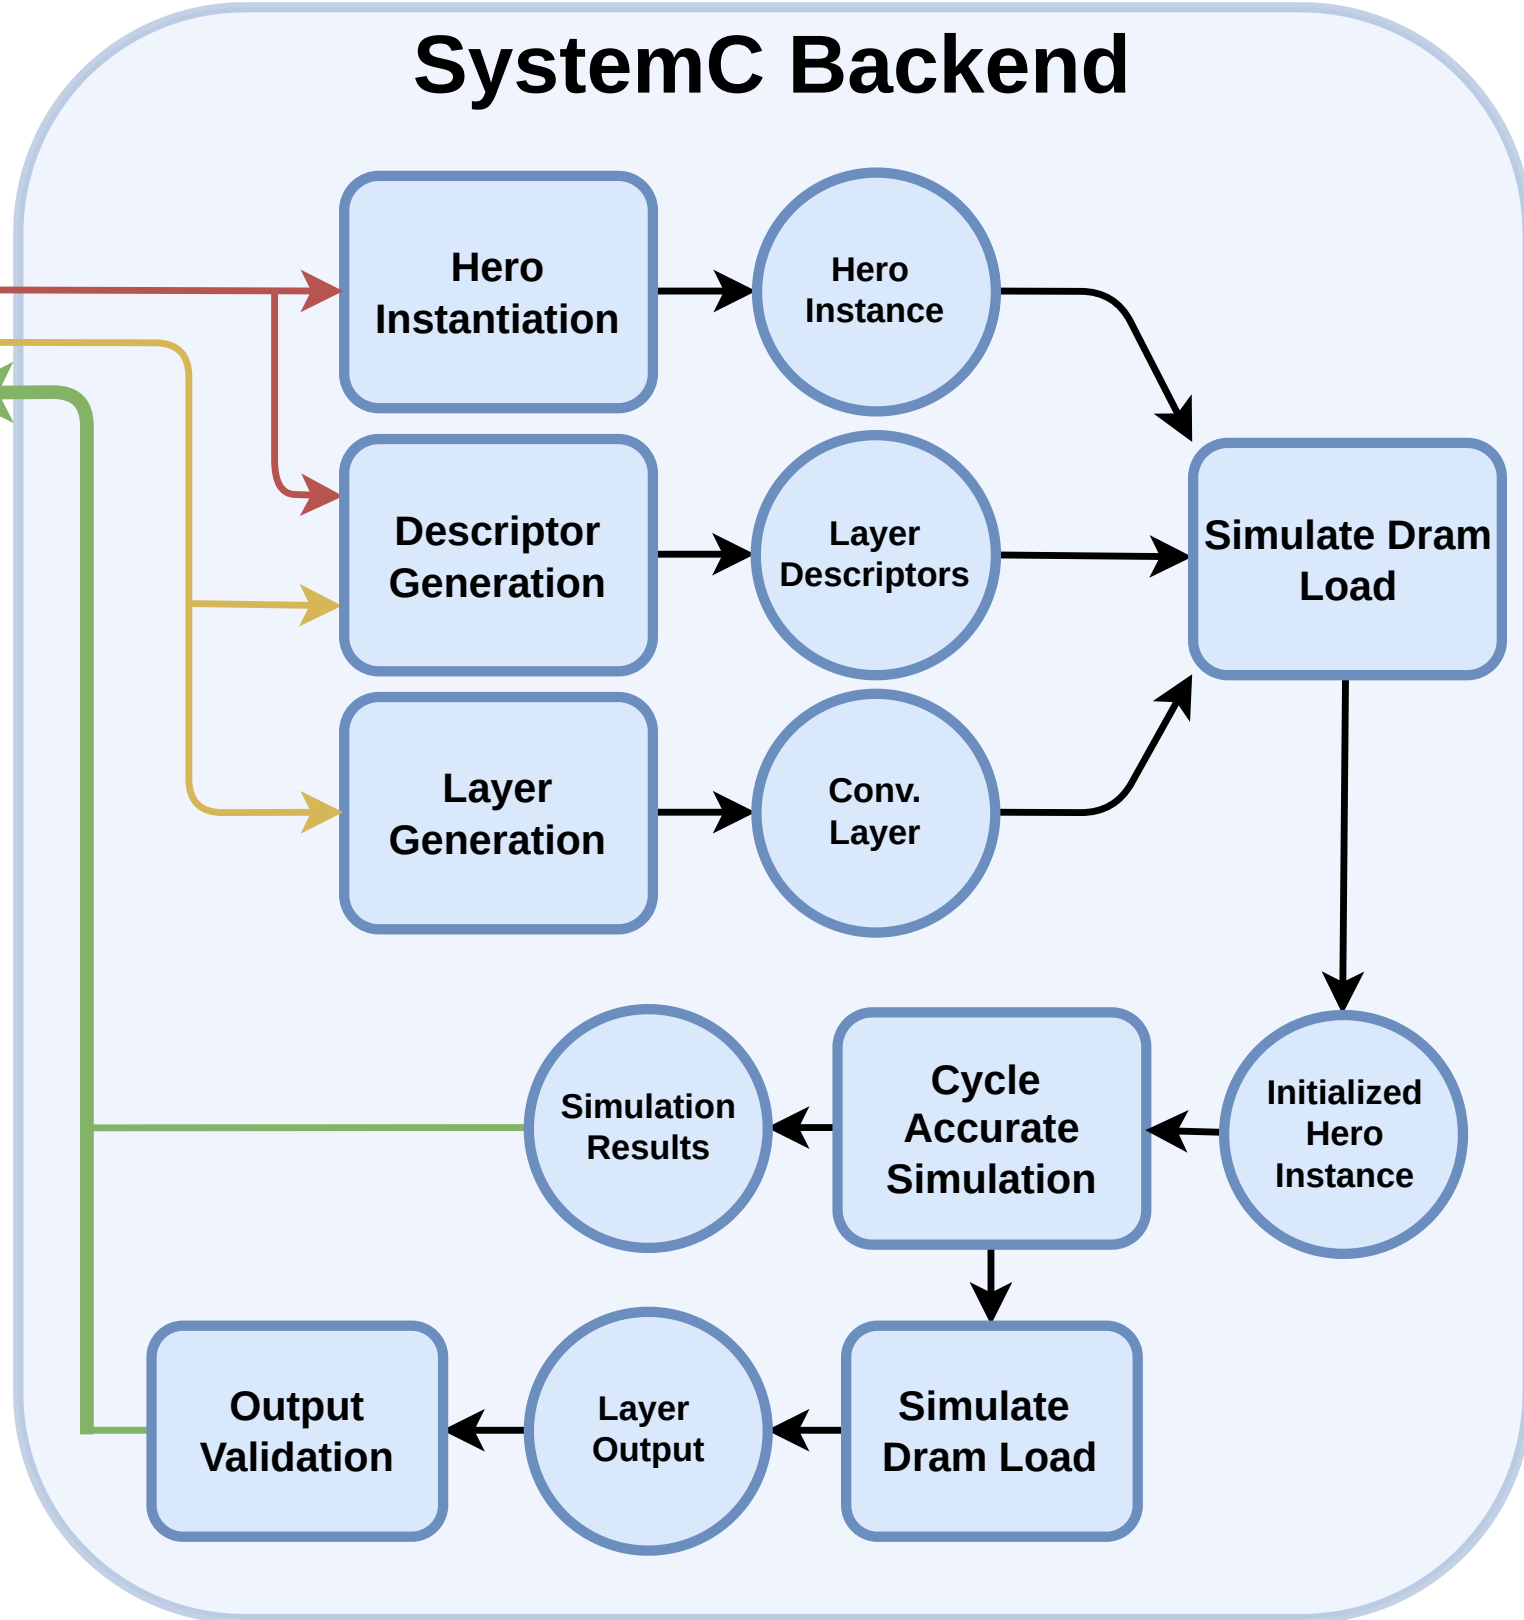 SystemC Backend
Hero
Instantiation
Hero
Instance
Descriptor
Generation
Layer
Descriptors
Simulate Dram
Load
Layer
Generation
Conv.
Layer
Simulation
Results
Cycle
Accurate
Simulation
Initialized
Hero
Instance
Output
Validation
Layer
Output
Simulate
Dram Load